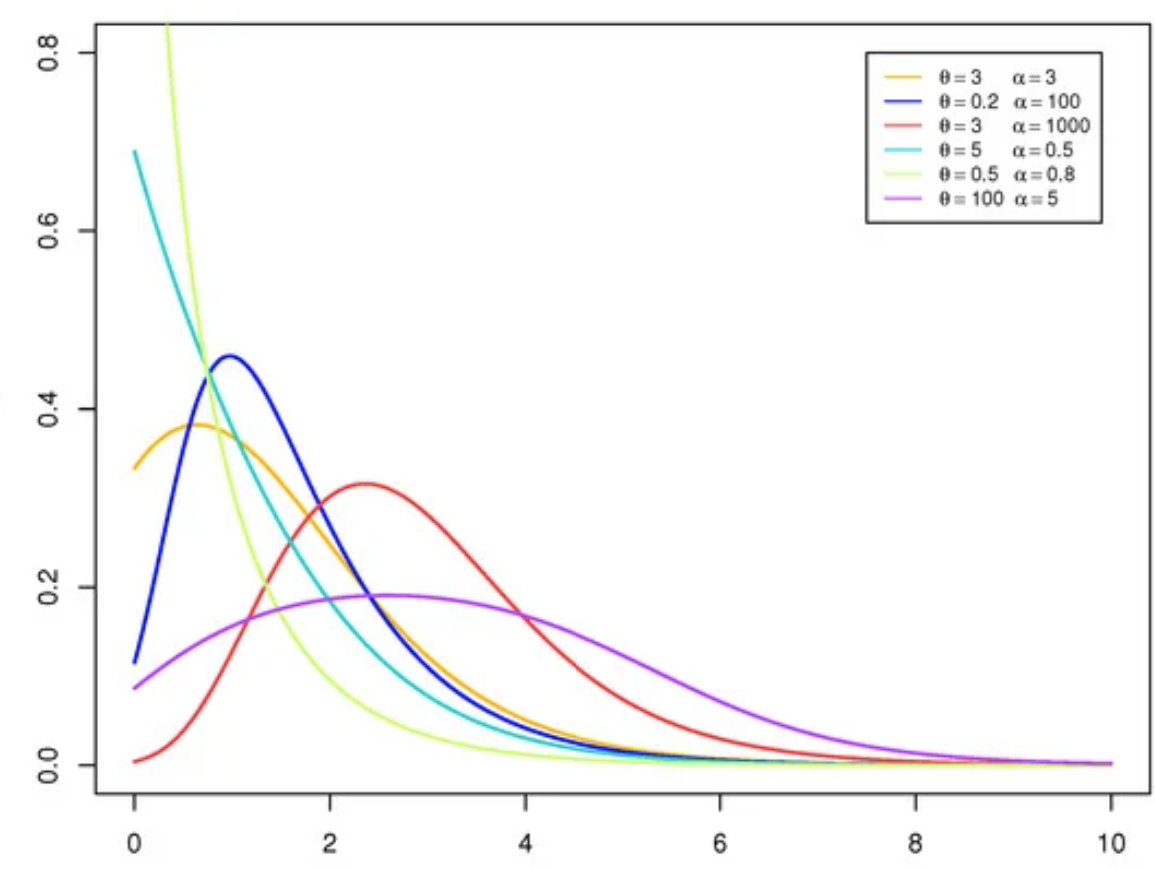 0.8
0.6
0.4
0.2
0.0
0 2 4 6 8 10
θ = 3 α = 3
θ = 0.2 α = 100
θ = 3 α = 1000
θ = 5 α = 0.5
θ = 0.5 α = 0.8
θ = 100 α = 5